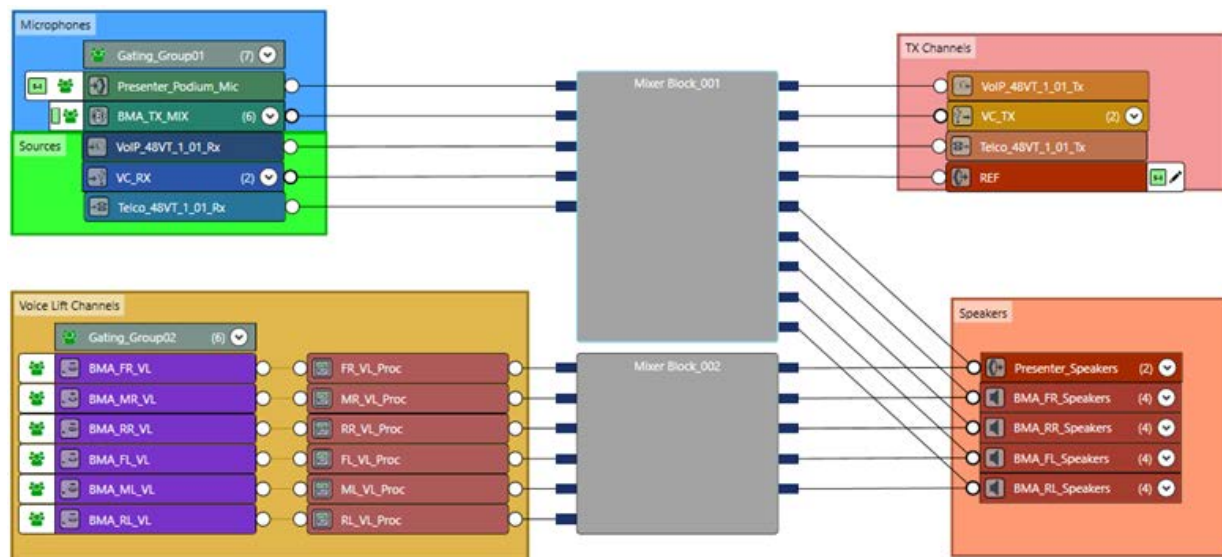 Microphones
Gating_Group01 (7)
Presenter_Podium_Mic
BMA_TX_MIX (6)
Sources
VoIP_48VT_1_01_Rx
VC_RX (2)
Telco_48VT_1_01_Rx
Mixer Block_001
TX Channels
VoIP_48VT_1_01_Tx
VC_TX (2)
Telco_48VT_1_01_Tx
REF
Voice Lift Channels
Gating_Group02 (6)
BMA_FR_VL FR_VL_Proc
BMA_MR_VL MR_VL_Proc
BMA_RR_VL RR_VL_Proc
BMA_FL_VL FL_VL_Proc
BMA_ML_VL ML_VL_Proc
BMA_RL_VL RL_VL_Proc
Mixer Block_002
Speakers
Presenter_Speakers (2)
BMA_FR_Speakers (4)
BMA_RR_Speakers (4)
BMA_FL_Speakers (4)
BMA_RL_Speakers (4)